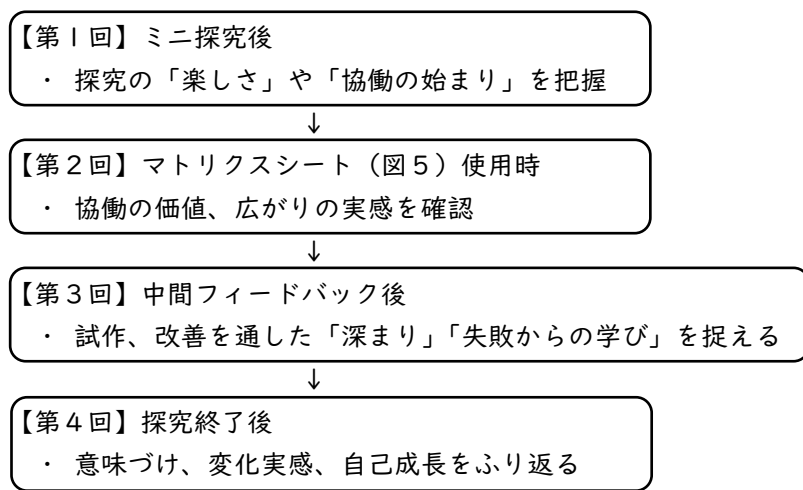 【第1回】ミニ探究後
・ 探究の「楽しさ」や「協働の始まり」を把握
↓
【第2回】マトリクスシート（図５）使用時
・ 協働の価値、広がりの実感を確認
↓
【第3回】中間フィードバック後
・ 試作、改善を通した「深まり」「失敗からの学び」を捉える
↓
【第4回】探究終了後
・ 意味づけ、変化実感、自己成長をふり返る